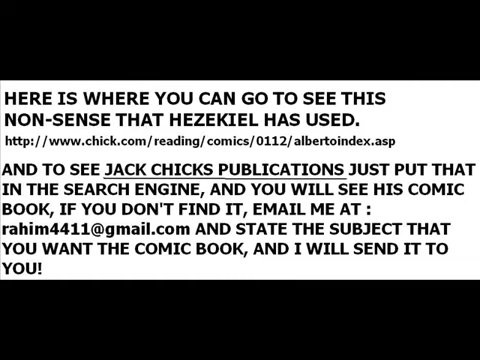 HERE IS WHERE YOU CAN GO TO SEE THIS
NON-SENSE THAT HEZEKIEL HAS USED.
http://www.chick.com/reading/comics/0112/albertoindex.asp
AND TO SEE JACK CHICKS PUBLICATIONS JUST PUT THAT
IN THE SEARCH ENGINE, AND YOU WILL SEE HIS COMIC
BOOK, IF YOU DON'T FIND IT, EMAIL ME AT :
rahim4411@gmail.com AND STATE THE SUBJECT THAT
YOU WANT THE COMIC BOOK, AND I WILL SEND IT TO
YOU!